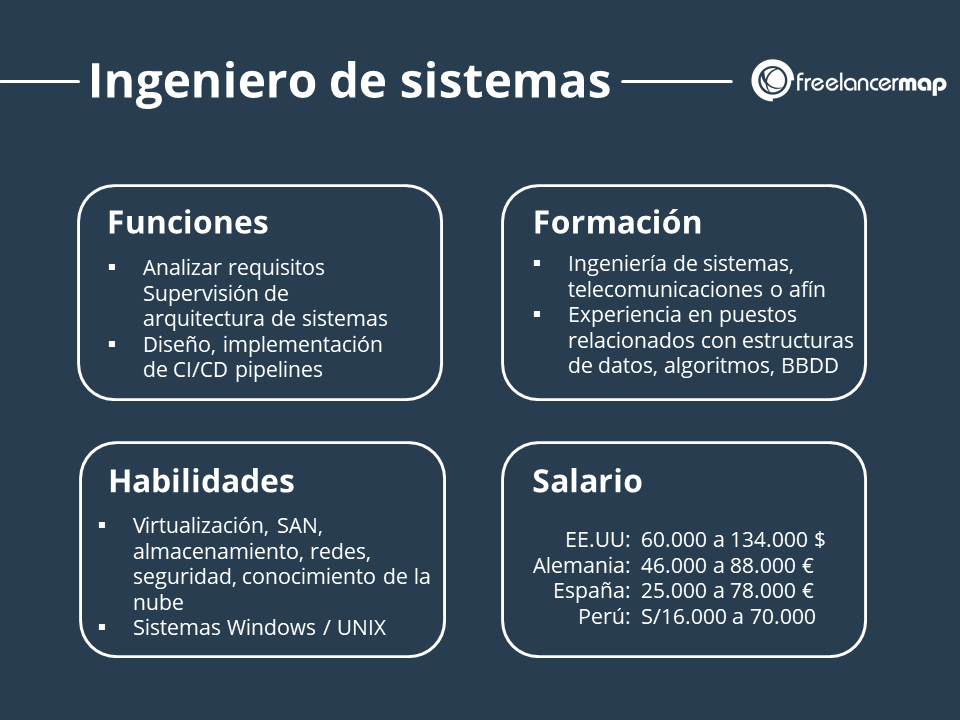 Ingeniero de sistemas
freelancermap
Funciones
▪ Analizar requisitos
Supervisión de
arquitectura de sistemas
▪ Diseño, implementación
de CI/CD pipelines
Formación
▪ Ingeniería de sistemas,
telecomunicaciones o afín
▪ Experiencia en puestos
relacionados con estructuras
de datos, algoritmos, BBDD
Habilidades
▪ Virtualización, SAN,
almacenamiento, redes,
seguridad, conocimiento de la
nube
▪ Sistemas Windows / UNIX
Salario
EE.UU: 60.000 a 134.000 $
Alemania: 46.000 a 88.000 €
España: 25.000 a 78.000 €
Perú: S/16.000 a 70.000